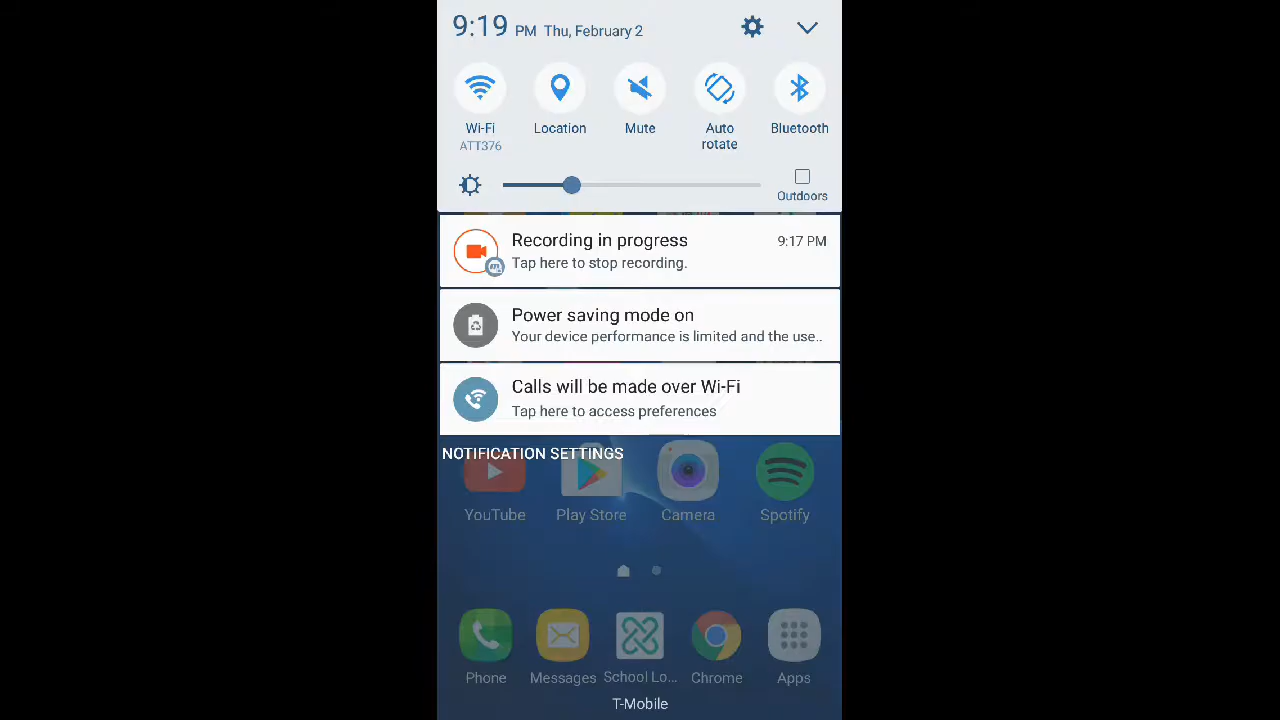 9:19 PM Thu, February 2
Wi-Fi
ATT376
Location
Mute
Auto
rotate
Bluetooth
Outdoors
Recording in progress 9:17 PM
Tap here to stop recording.
Power saving mode on
Your device performance is limited and the use..
Calls will be made over Wi-Fi
Tap here to access preferences
NOTIFICATION SETTINGS
YouTube Play Store Camera Spotify
Phone Messages School Lo... Chrome Apps
T-Mobile